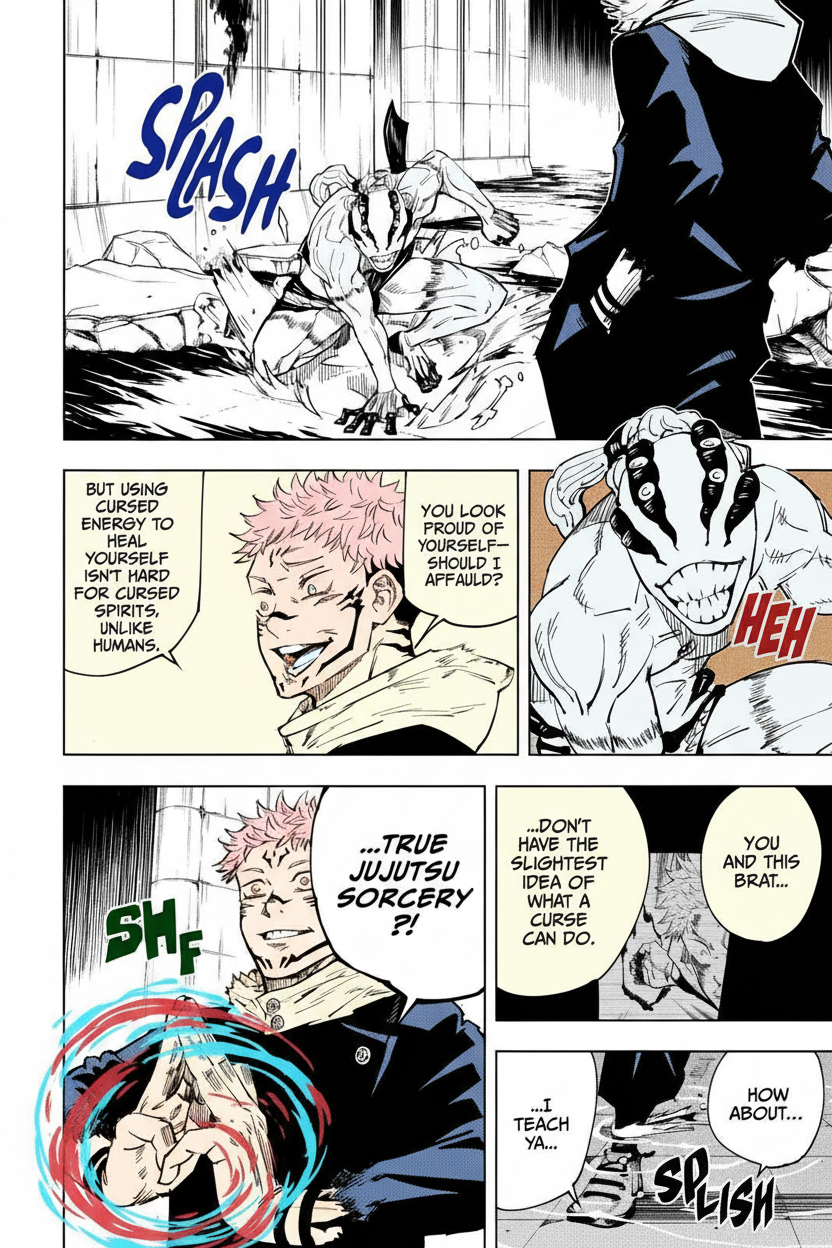 SPLASH
HEH
YOU LOOK
PROUD OF
YOURSELF—
SHOULD I
AFFAULD?
BUT USING
CURSED
ENERGY TO
HEAL
YOURSELF
ISN'T HARD
FOR CURSED
SPIRITS,
UNLIKE
HUMANS.
YOU
AND THIS
BRAT...
...DON'T
HAVE THE
SLIGHTEST
IDEA OF
WHAT A
CURSE
CAN DO.
HOW
ABOUT...
...I
TEACH
YA...
SPLISH
...TRUE
JUJUTSU
SORCERY
?!
SHF